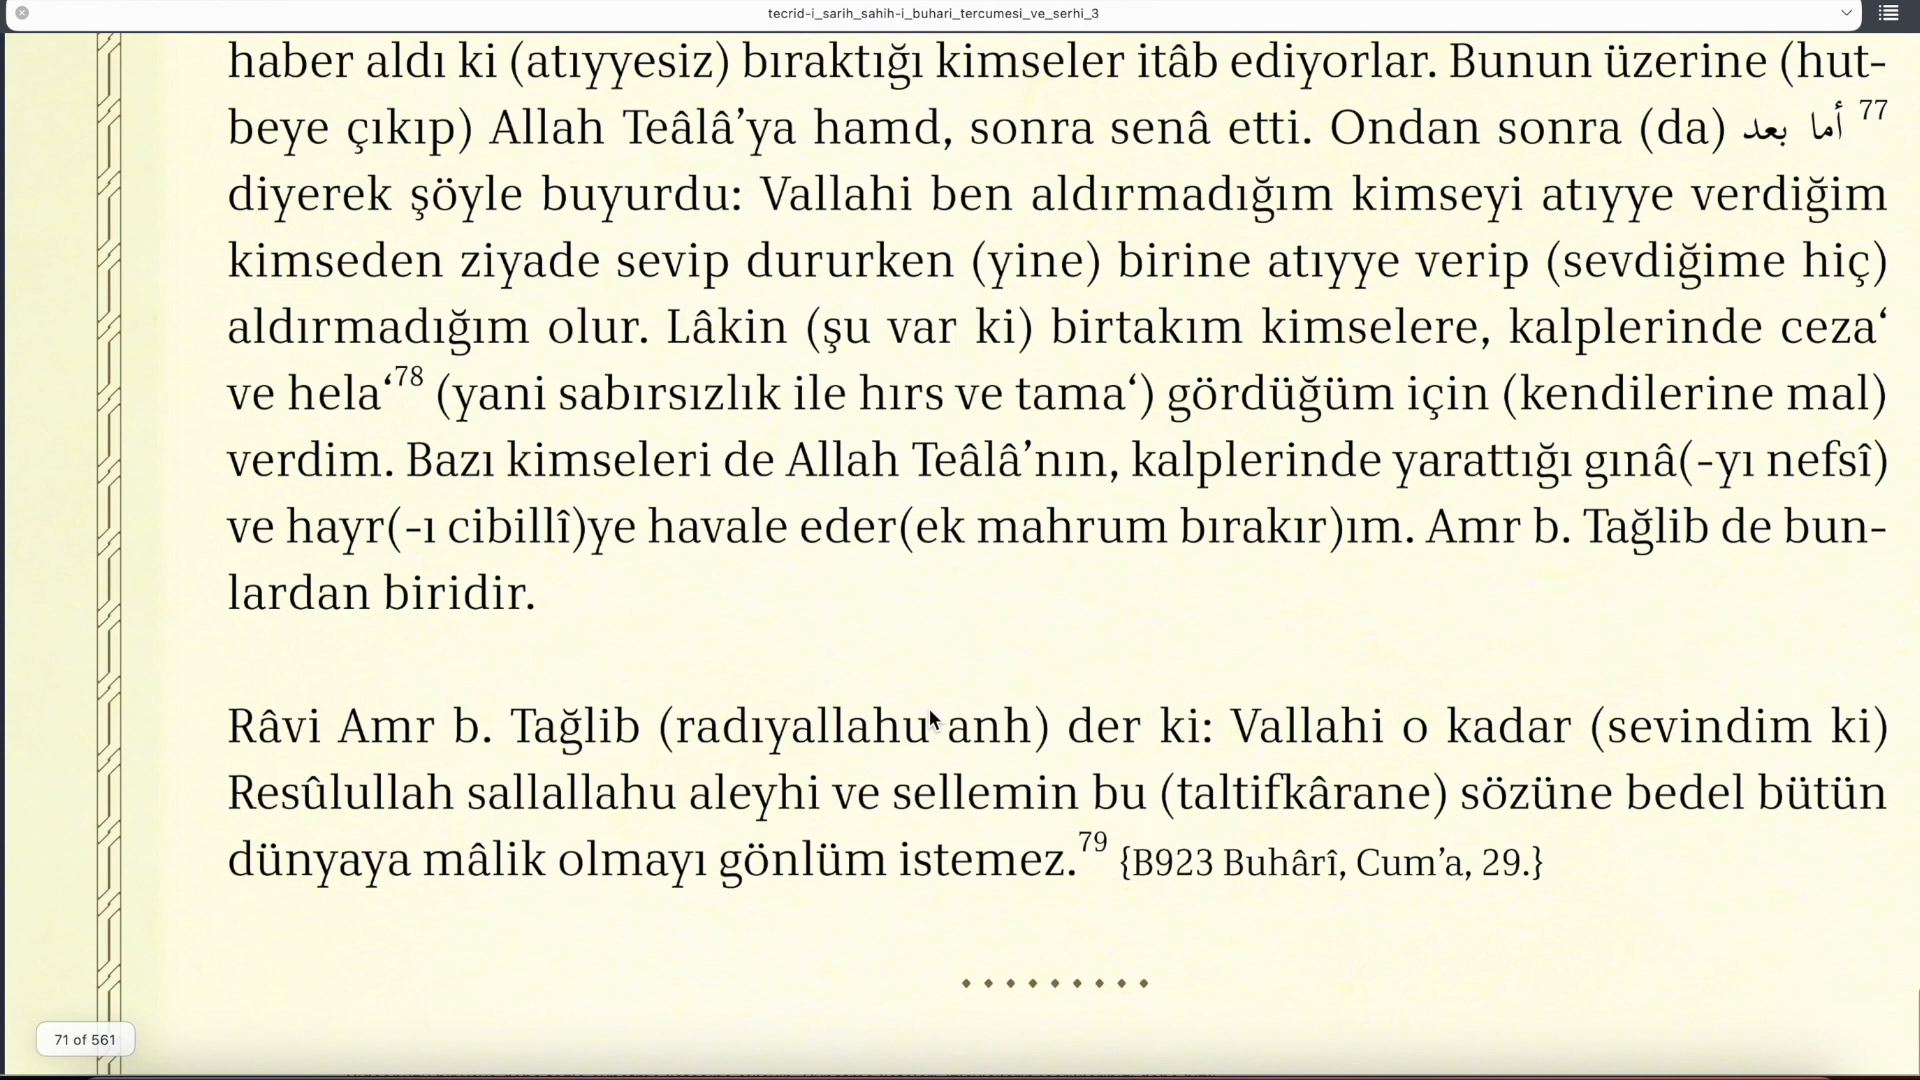 tecrid-i_sarih_sahih-i_buhari_tercumesi_ve_serhi_3
haber aldı ki (atıyyesiz) bıraktığı kimseler itâb ediyorlar. Bunun üzerine (hut-
beye çıkıp) Allah Teâlâ’ya hamd, sonra senâ etti. Ondan sonra (da) أما بعد 77
diyerek şöyle buyurdu: Vallahi ben aldırmadığım kimseyi atıyye verdiğim
kimseden ziyade sevip dururken (yine) birine atıyye verip (sevdiğime hiç)
aldırmadığım olur. Lâkin (şu var ki) birtakım kimselere, kalplerinde ceza‘
ve hela‘78 (yani sabırsızlık ile hırs ve tama‘) gördüğüm için (kendilerine mal)
verdim. Bazı kimseleri de Allah Teâlâ’nın, kalplerinde yarattığı gınâ(-yı nefsî)
ve hayr(-ı cibillî)ye havale eder(ek mahrum bırakır)ım. Amr b. Tağlib de bun-
lardan biridir.
Râvi Amr b. Tağlib (radıyallahu anh) der ki: Vallahi o kadar (sevindim ki)
Resûlullah sallallahu aleyhi ve sellemin bu (taltifkârane) sözüne bedel bütün
dünyaya mâlik olmayı gönlüm istemez.79 {B923 Buhârî, Cum’a, 29.}
71 of 561